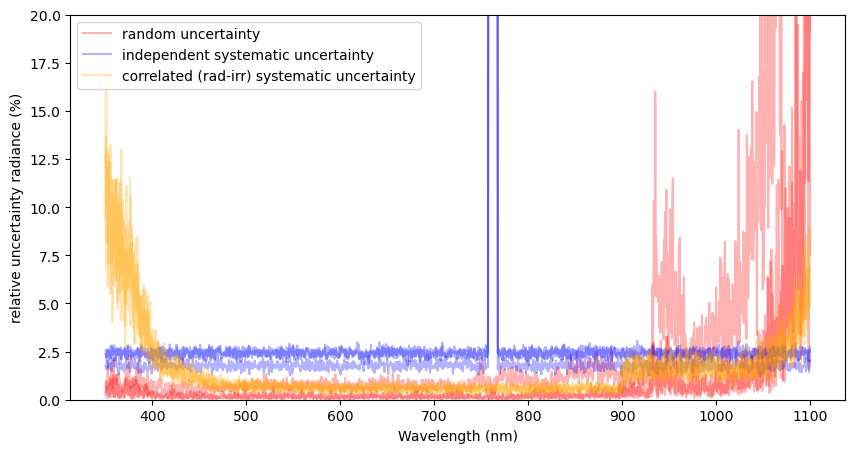 20.0
17.5
15.0
12.5
10.0
7.5
5.0
2.5
0.0
relative uncertainty radiance (%)
random uncertainty
independent systematic uncertainty
correlated (rad-irr) systematic uncertainty
400 500 600 700 800 900 1000 1100
Wavelength (nm)